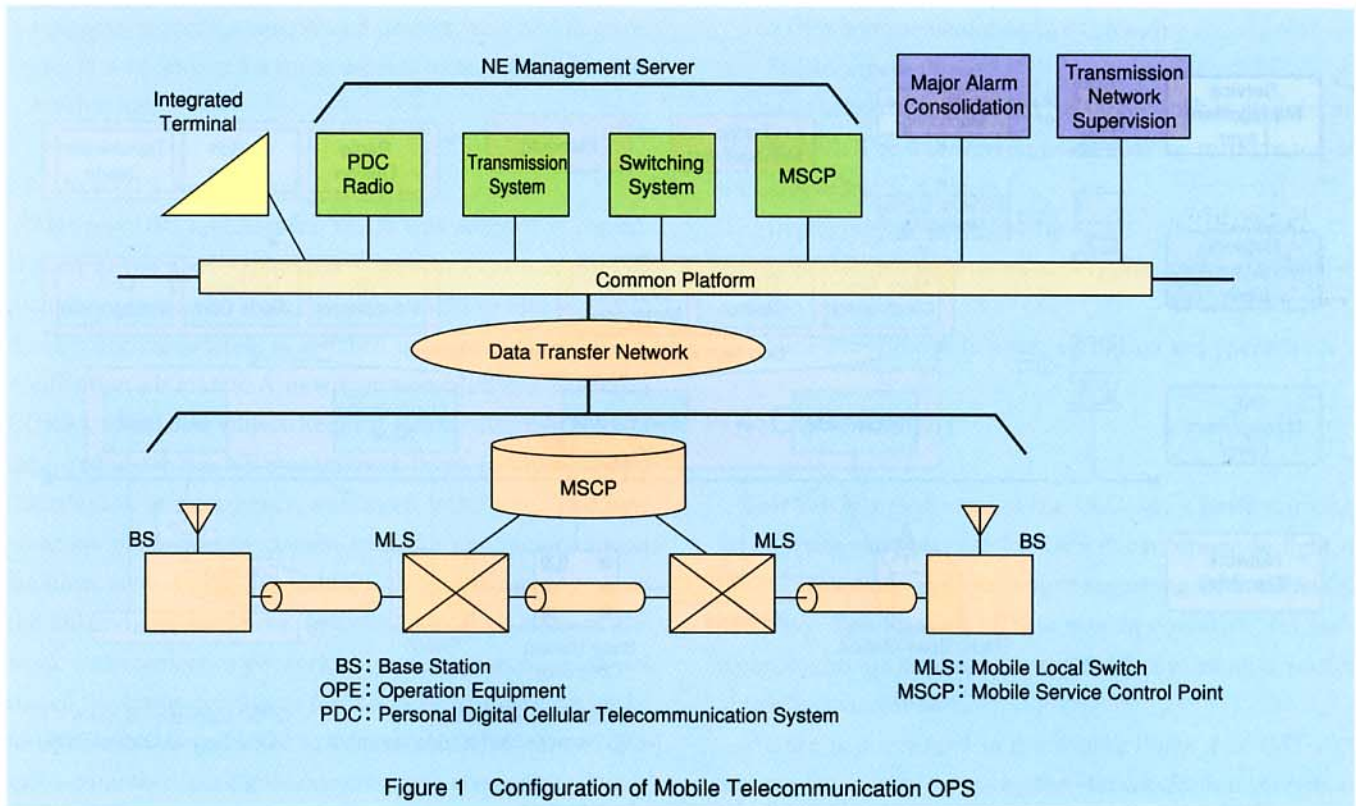 NE Management Server
Integrated
Terminal
PDC
Radio
Transmission
System
Switching
System
MSCP
Major Alarm
Consolidation
Transmission
Network
Supervision
Common Platform
Data Transfer Network
MSCP
BS
MLS
MLS
BS
BS: Base Station
OPE: Operation Equipment
PDC: Personal Digital Cellular Telecommunication System
MLS: Mobile Local Switch
MSCP: Mobile Service Control Point
Figure 1 Configuration of Mobile Telecommunication OPS